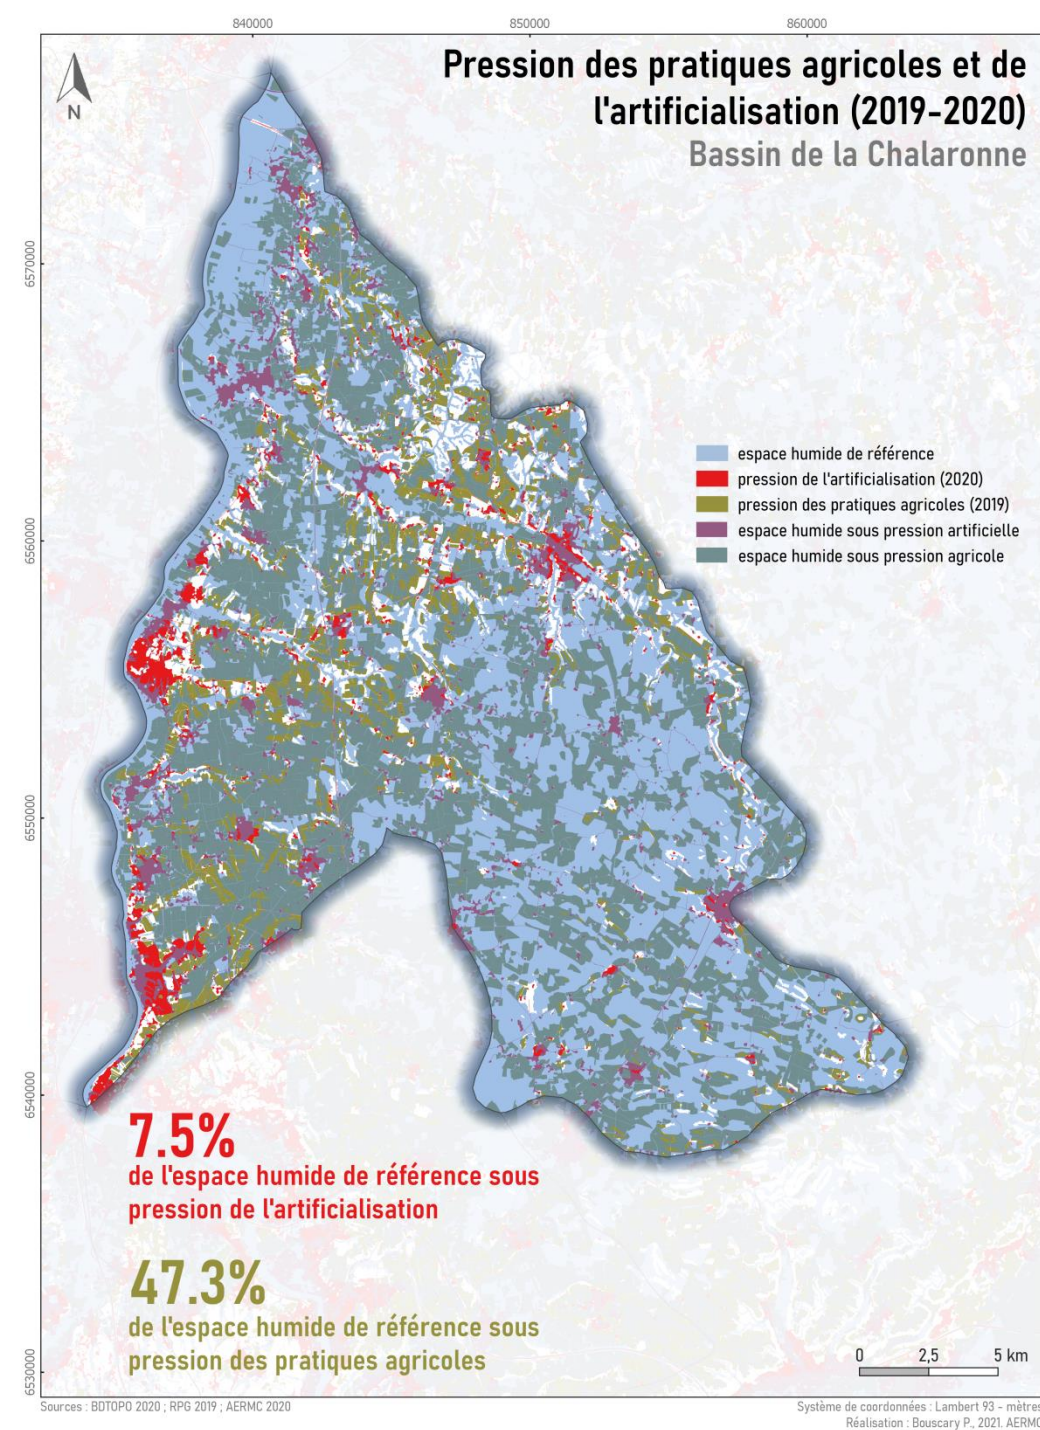 840000
850000
860000
Pression des pratiques agricoles et de
l'artificialisation (2019-2020)
Bassin de la Chalaronne
N
6570000
6560000
6550000
6540000
6530000
espace humide de référence
pression de l'artificialisation (2020)
pression des pratiques agricoles (2019)
espace humide sous pression artificielle
espace humide sous pression agricole
7.5%
de l'espace humide de référence sous
pression de l'artificialisation
47.3%
de l'espace humide de référence sous
pression des pratiques agricoles
0 2,5 5 km
Sources : BDTOPO 2020 ; RPG 2019 ; AERMC 2020
Système de coordonnées : Lambert 93 - mètres
Réalisation : Bouscary P., 2021. AERMC